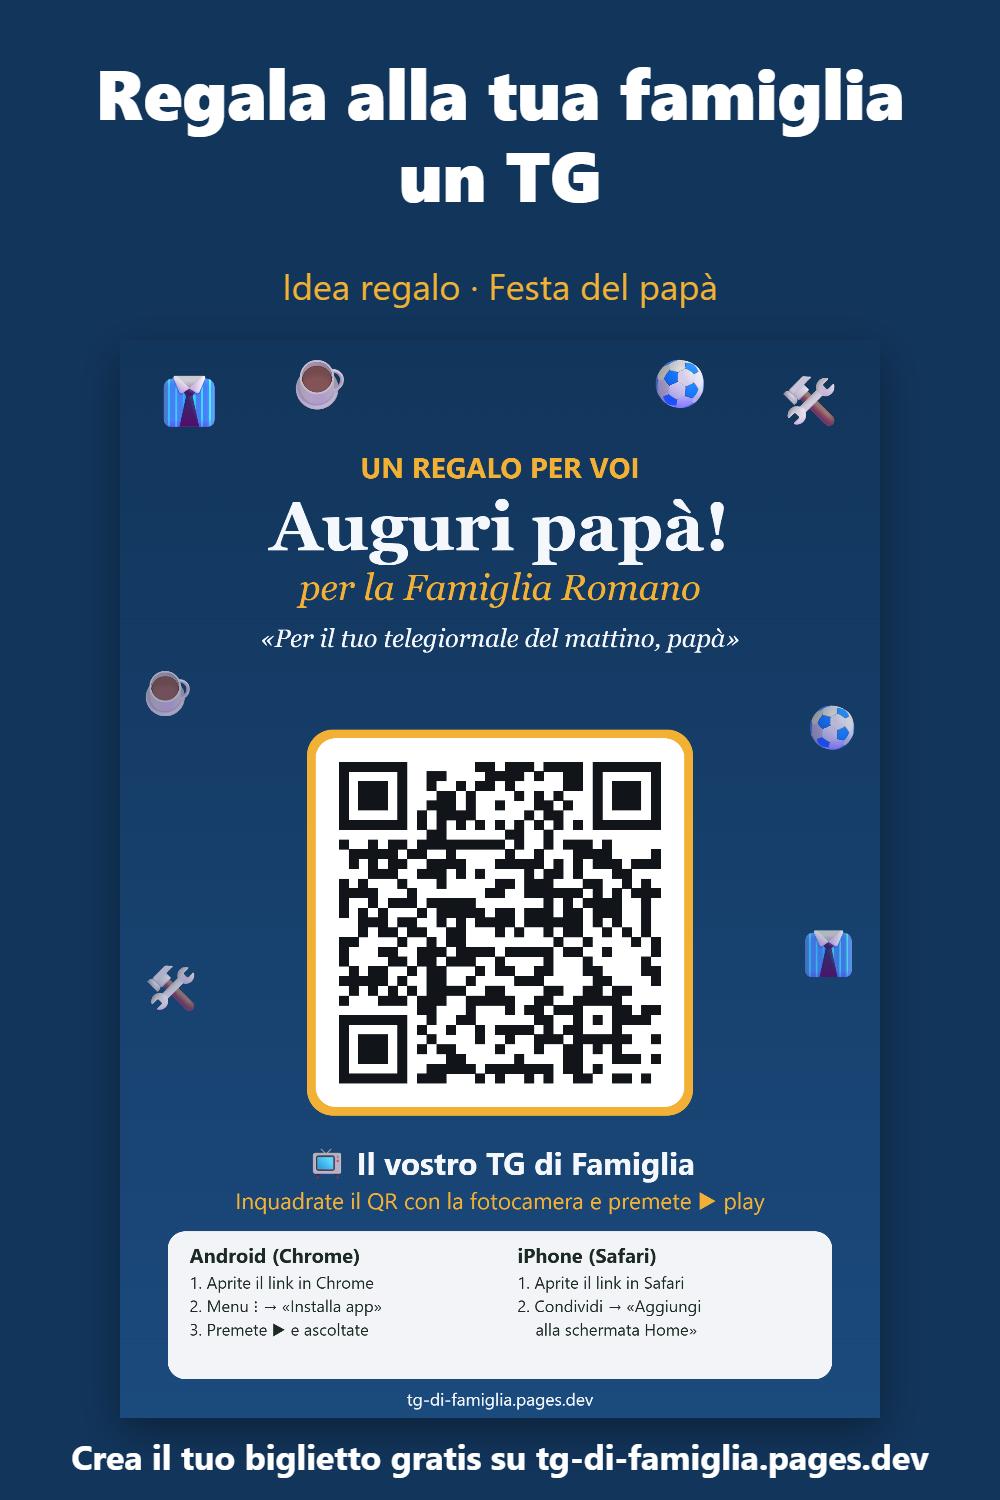 Regala alla tua famiglia
un TG
Idea regalo · Festa del papà
UN REGALO PER VOI
Auguri papà!
per la Famiglia Romano
«Per il tuo telegiornale del mattino, papà»
Il vostro TG di Famiglia
Inquadrate il QR con la fotocamera e premete ▶ play
Android (Chrome)
1. Aprite il link in Chrome
2. Menu ⋮ → «Installa app»
3. Premete ▶ e ascoltate
iPhone (Safari)
1. Aprite il link in Safari
2. Condividi → «Aggiungi
alla schermata Home»
tg-di-famiglia.pages.dev
Crea il tuo biglietto gratis su tg-di-famiglia.pages.dev